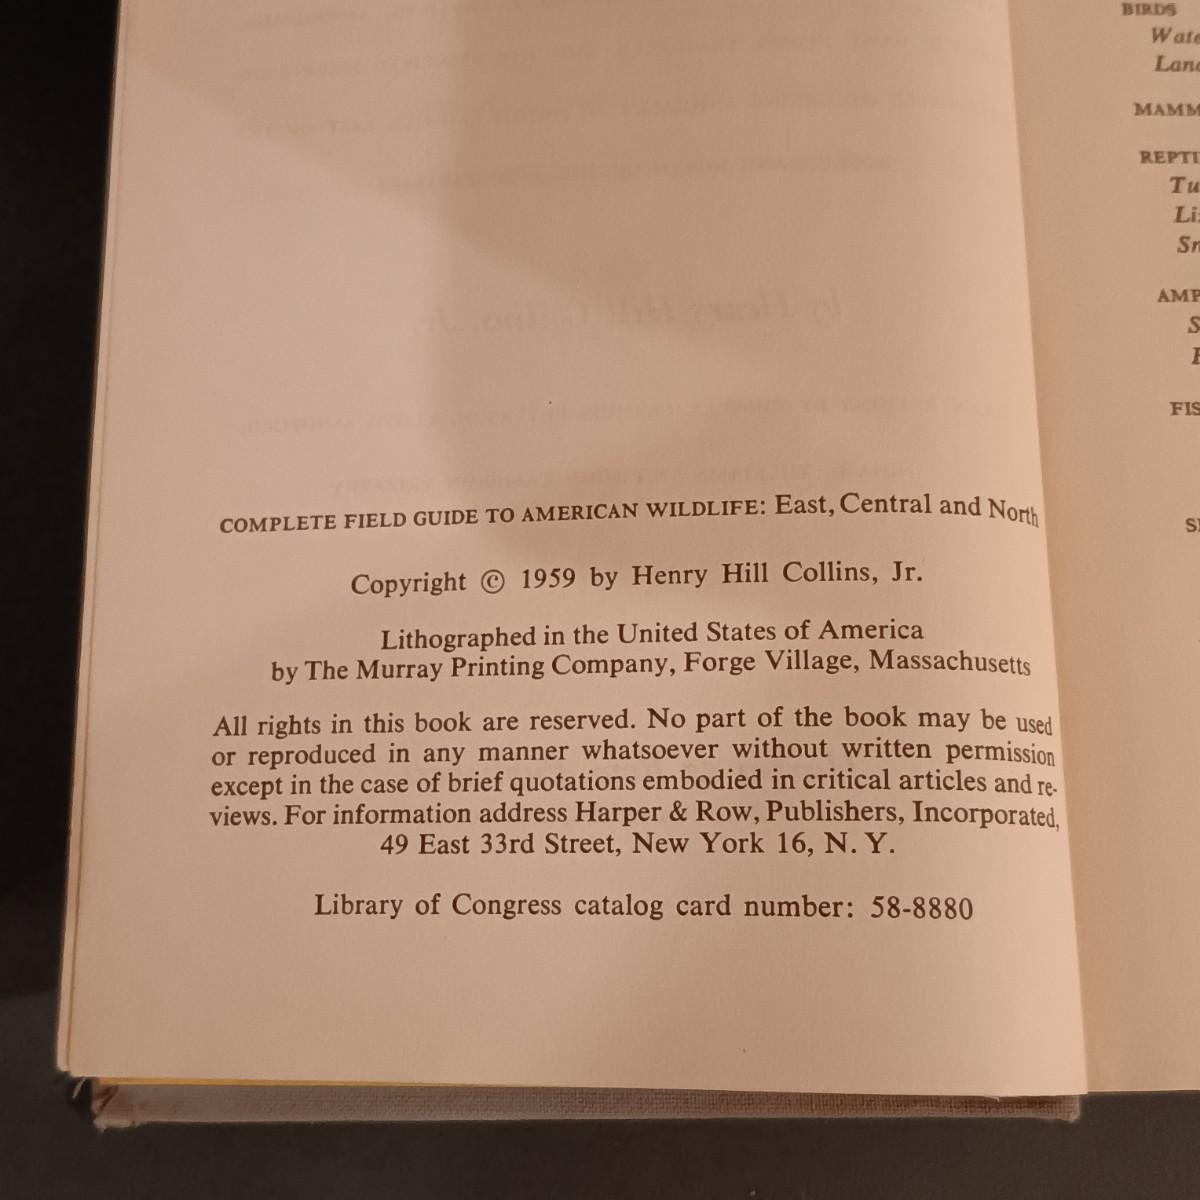 COMPLETE FIELD GUIDE TO AMERICAN WILDLIFE: East, Central and North
Copyright © 1959 by Henry Hill Collins, Jr.
Lithographed in the United States of America
by The Murray Printing Company, Forge Village, Massachusetts
All rights in this book are reserved. No part of the book may be used
or reproduced in any manner whatsoever without written permission
except in the case of brief quotations embodied in critical articles and re-
views. For information address Harper & Row, Publishers, Incorporated,
49 East 33rd Street, New York 16, N. Y.
Library of Congress catalog card number: 58-8880
BIRDS